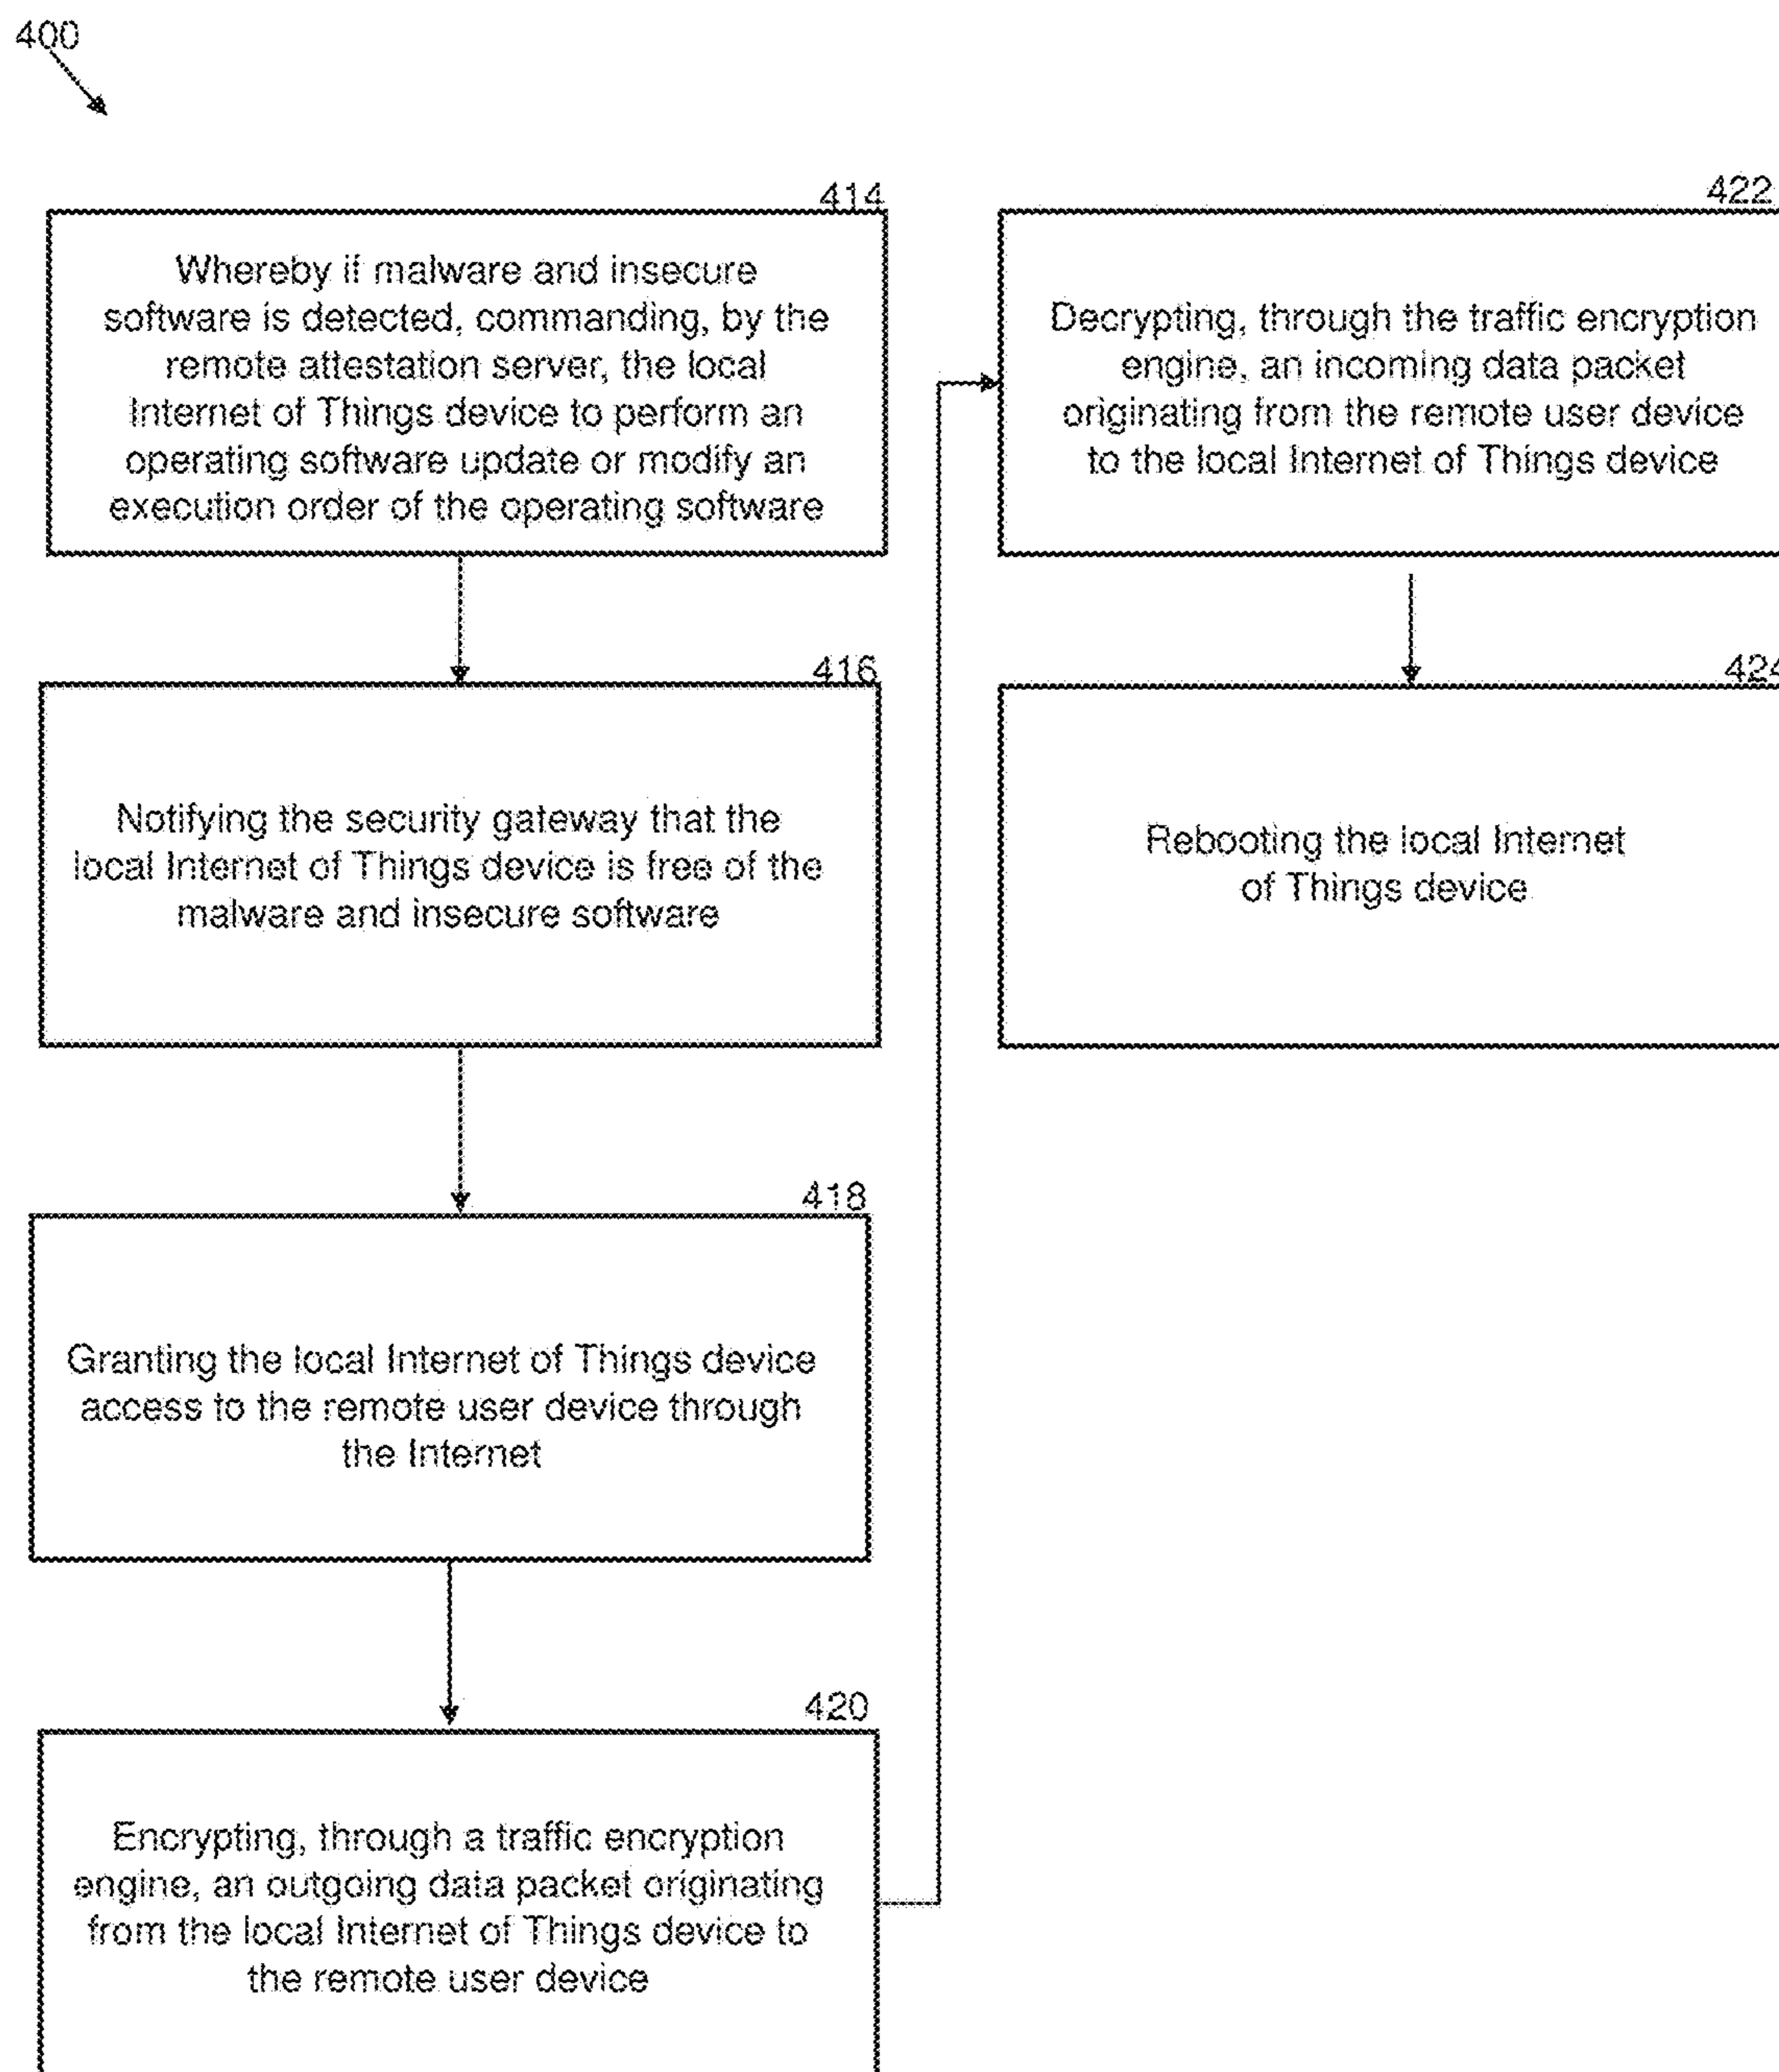 400
414
Whereby if malware and insecure
software is detected, commanding, by the
remote attestation server, the local
Internet of Things device to perform an
operating software update or modify an
execution order of the operating software
416
Notifying the security gateway that the
local Internet of Things device is free of the
malware and insecure software
418
Granting the local Internet of Things device
access to the remote user device through
the Internet
420
Encrypting, through a traffic encryption
engine, an outgoing data packet originating
from the local Internet of Things device to
the remote user device
422
Decrypting, through the traffic encryption
engine, an incoming data packet
originating from the remote user device
to the local Internet of Things device
424
Rebooting the local Internet
of Things device